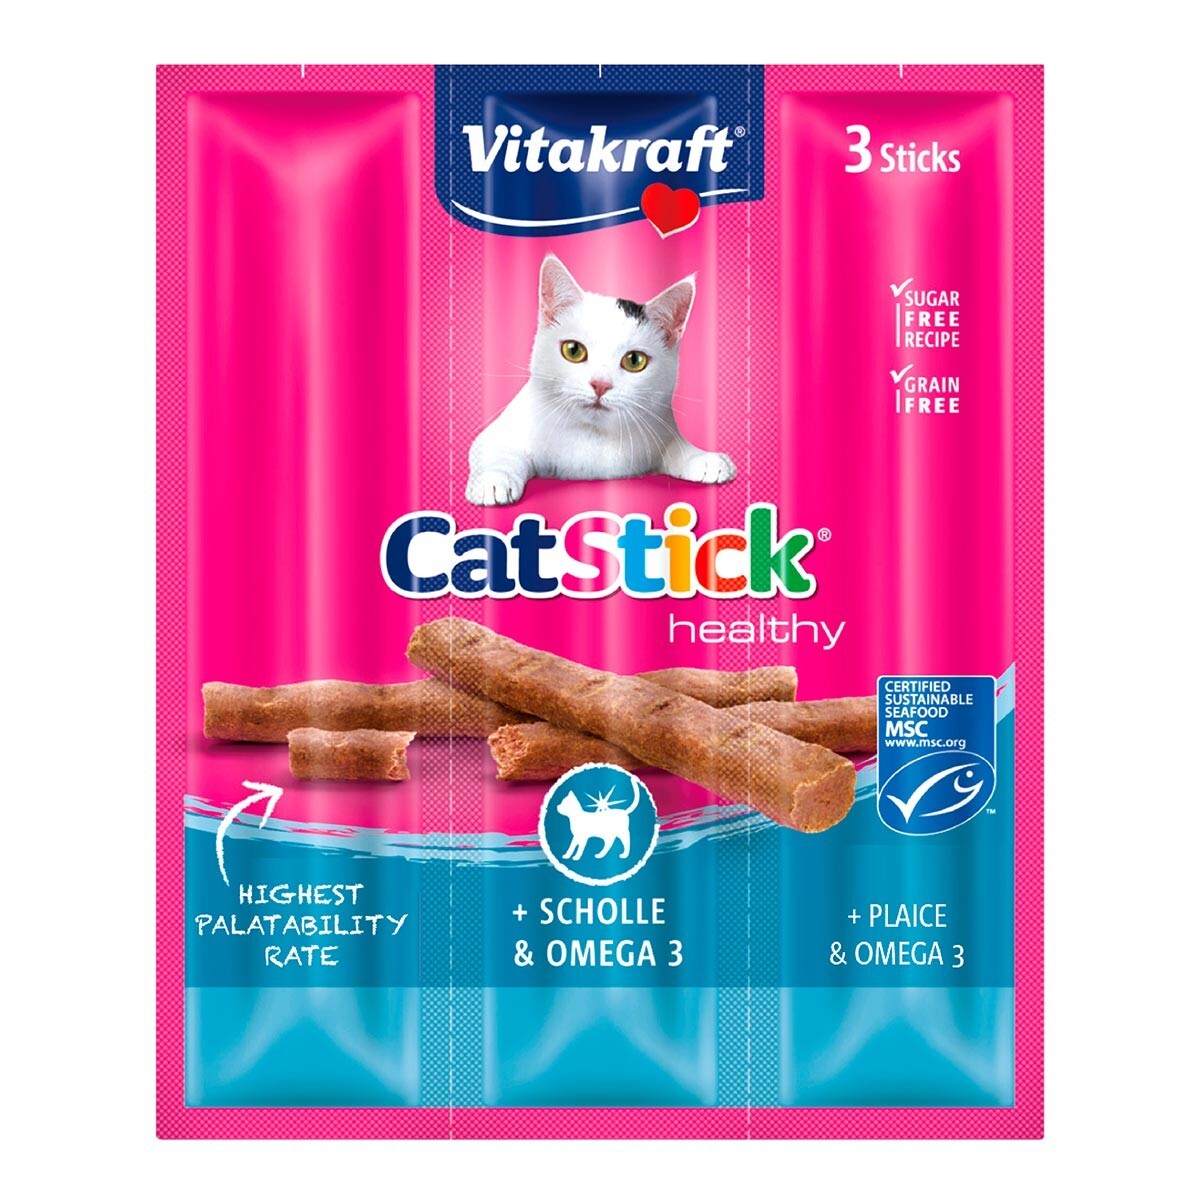 Vitakraft®
3 Sticks
SUGAR
FREE
RECIPE
GRAIN
FREE
CatStick®
healthy
CERTIFIED
SUSTAINABLE
SEAFOOD
MSC
www.msc.org
™
HIGHEST
PALATABILITY
RATE
+ SCHOLLE
& OMEGA 3
+ PLAICE
& OMEGA 3